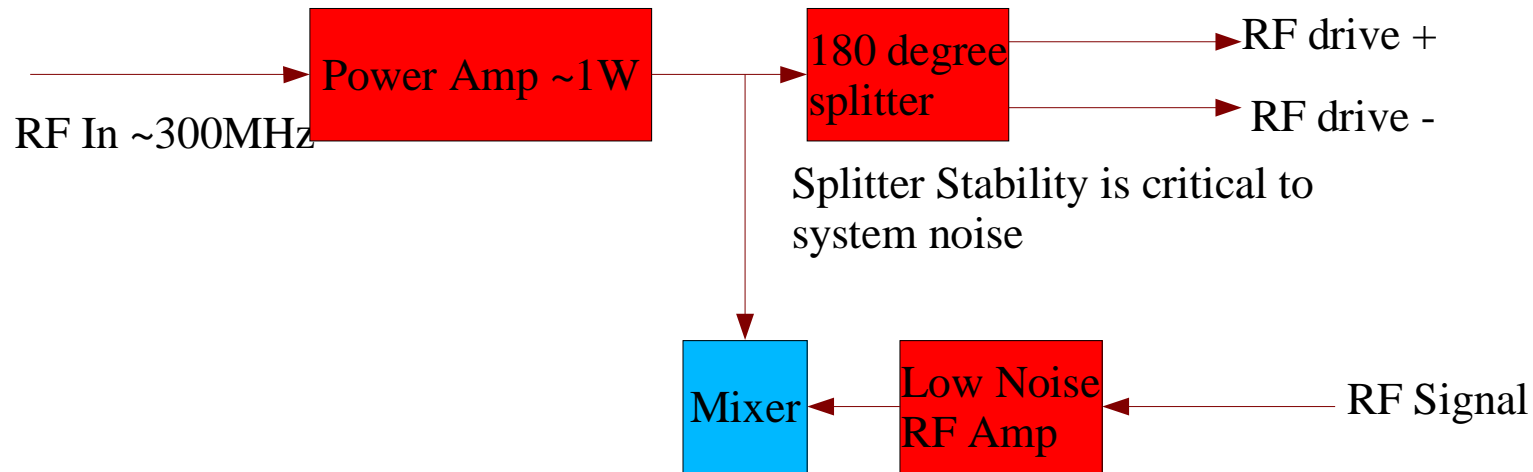 RF In ~300MHz
Power Amp ~1W
180 degree
splitter
RF drive +
RF drive -
Splitter Stability is critical to
system noise
Mixer
Low Noise
RF Amp
RF Signal